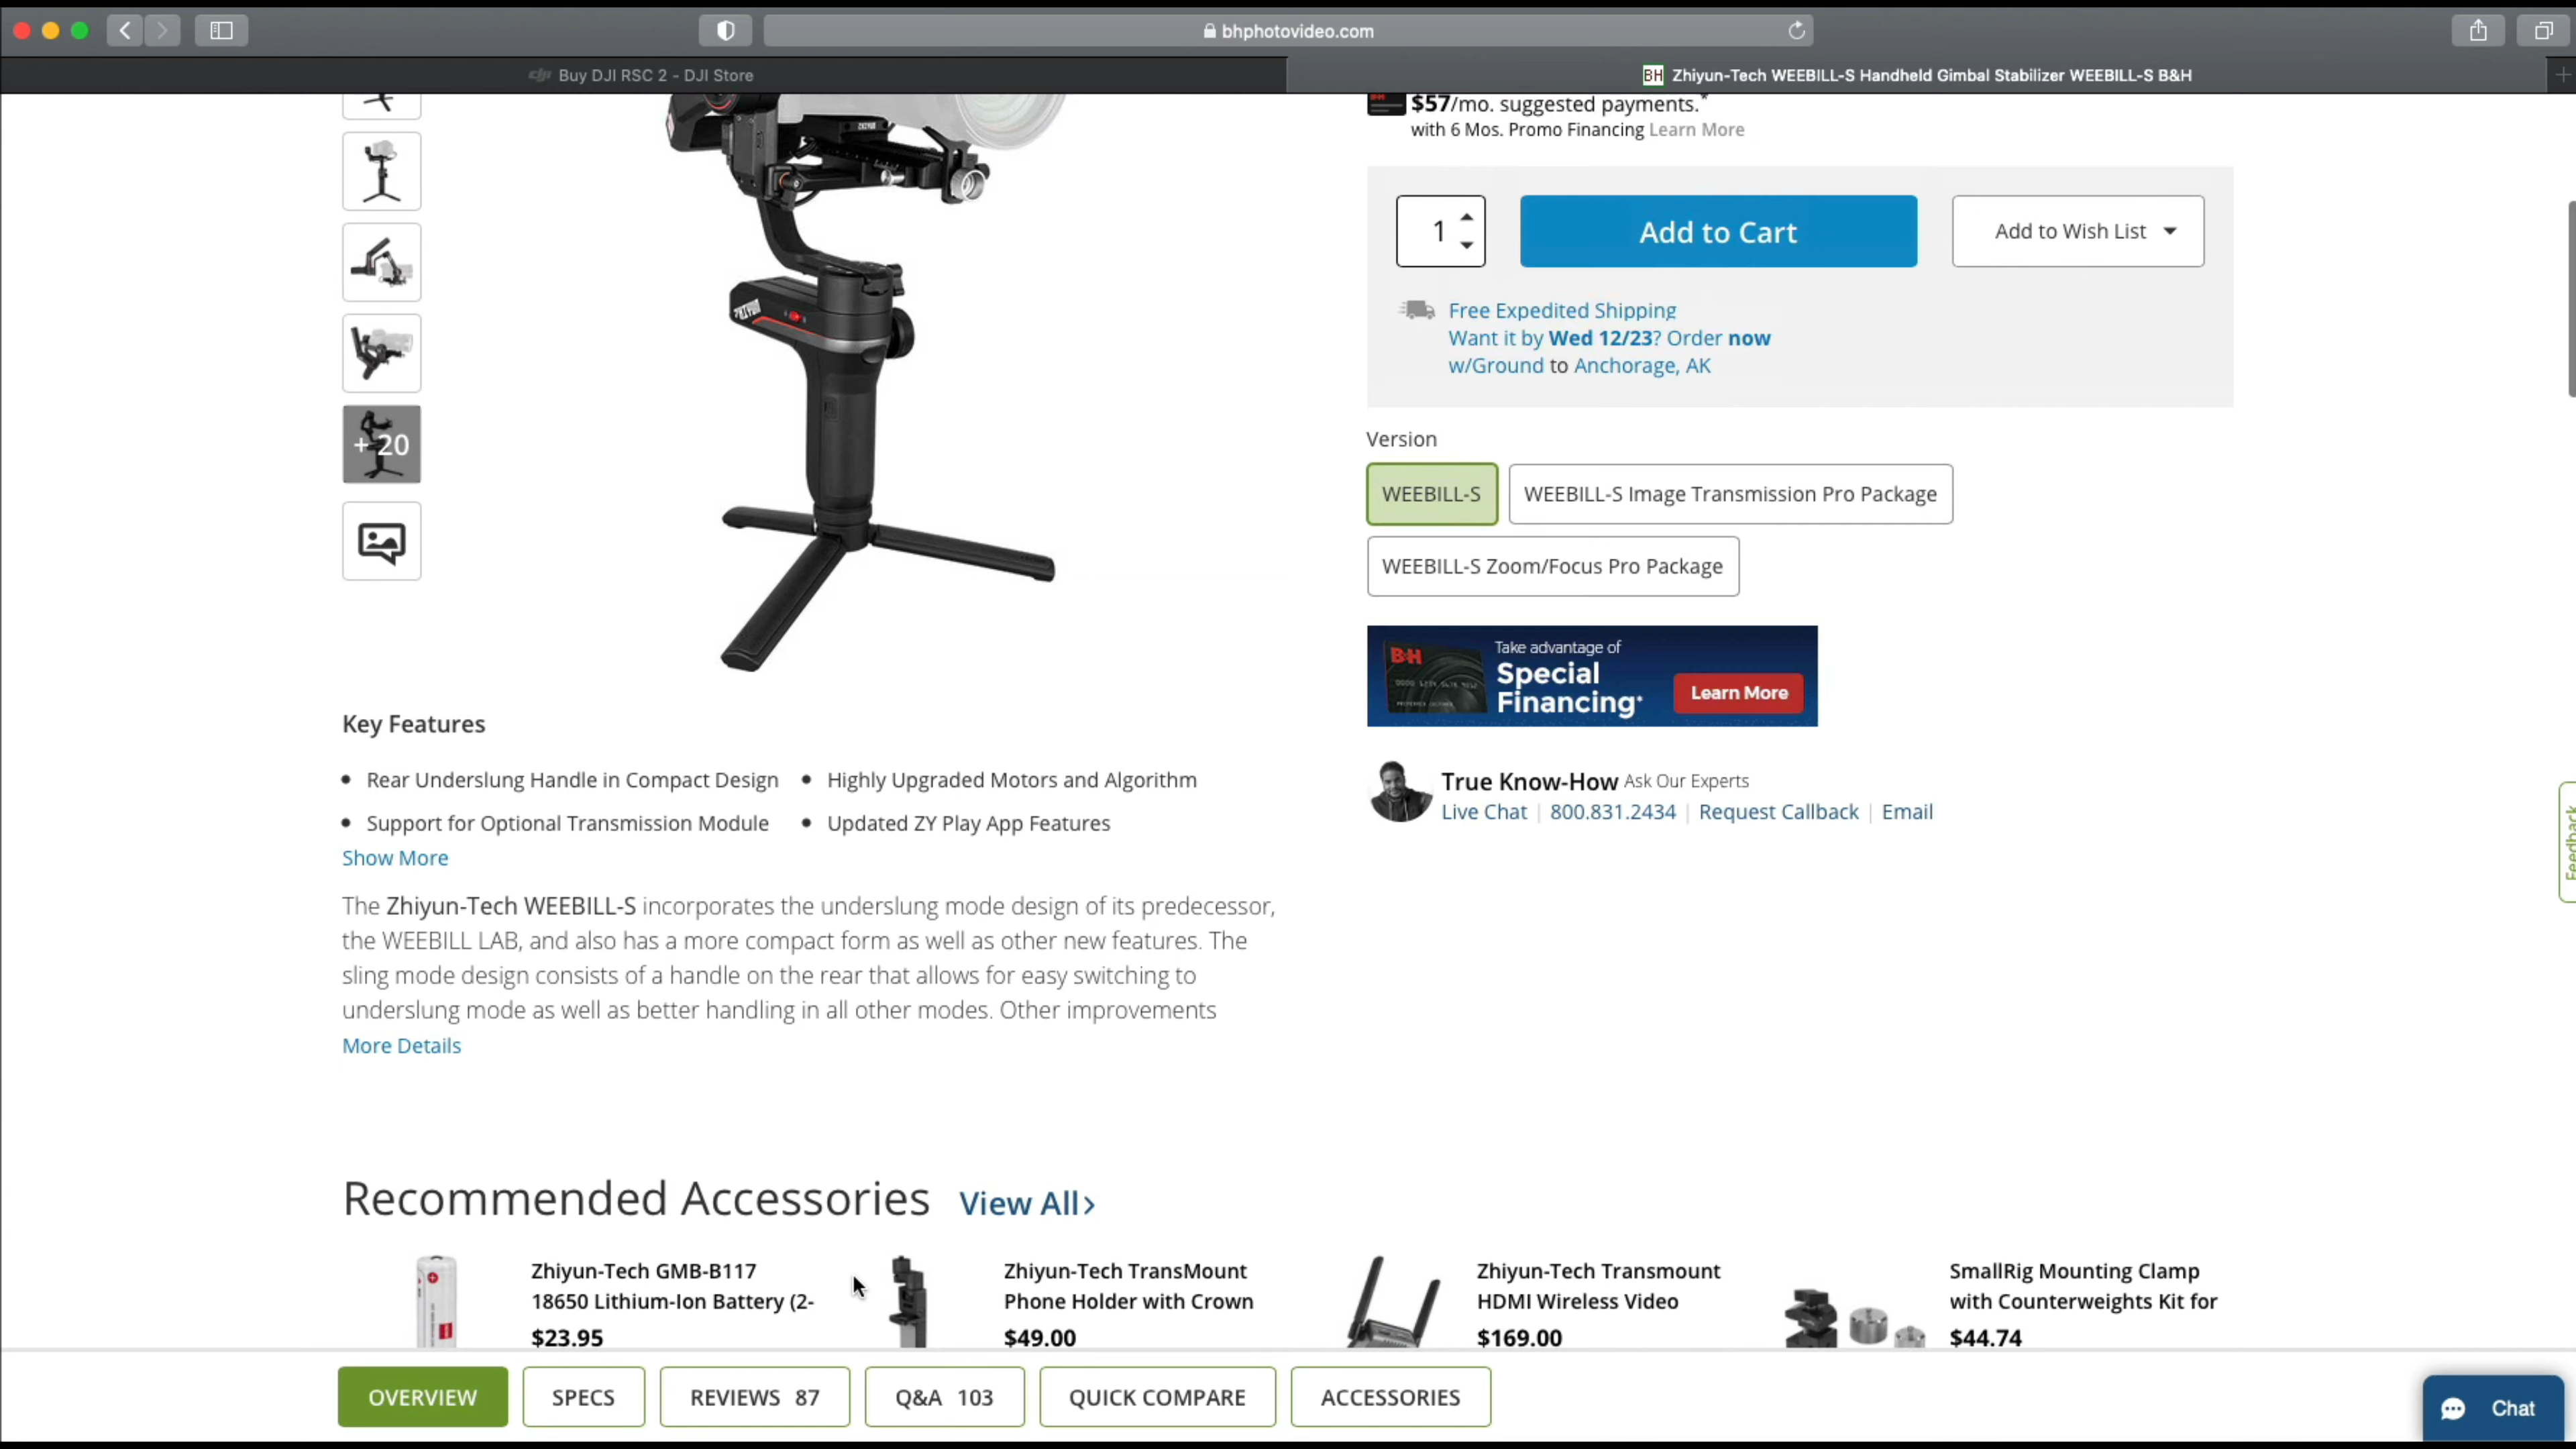 bhphotovideo.com
Buy DJI RSC 2 - DJI Store
BH Zhiyun-Tech WEEBILL-S Handheld Gimbal Stabilizer WEEBILL-S B&H
$57/mo. suggested payments.*
with 6 Mos. Promo Financing Learn More
1
Add to Cart
Add to Wish List
Free Expedited Shipping
Want it by Wed 12/23? Order now
w/Ground to Anchorage, AK
+ 20
Version
WEEBILL-S
WEEBILL-S Image Transmission Pro Package
WEEBILL-S Zoom/Focus Pro Package
B&H
Take advantage of
Special
Financing*
Learn More
Key Features
• Rear Underslung Handle in Compact Design
• Highly Upgraded Motors and Algorithm
• Support for Optional Transmission Module
• Updated ZY Play App Features
Show More
True Know-How Ask Our Experts
Live Chat | 800.831.2434 | Request Callback | Email
Feedback
The Zhiyun-Tech WEEBILL-S incorporates the underslung mode design of its predecessor,
the WEEBILL LAB, and also has a more compact form as well as other new features. The
sling mode design consists of a handle on the rear that allows for easy switching to
underslung mode as well as better handling in all other modes. Other improvements
More Details
Recommended Accessories View All>
Zhiyun-Tech GMB-B117
18650 Lithium-Ion Battery (2-
$23.95
Zhiyun-Tech TransMount
Phone Holder with Crown
$49.00
Zhiyun-Tech Transmount
HDMI Wireless Video
$169.00
SmallRig Mounting Clamp
with Counterweights Kit for
$44.74
OVERVIEW
SPECS
REVIEWS 87
Q&A 103
QUICK COMPARE
ACCESSORIES
Chat